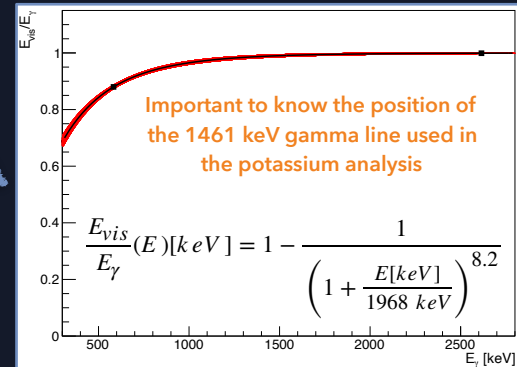 E_vis/E_γ
1
0.8
0.6
0.4
0.2
0
Important to know the position of
the 1461 keV gamma line used in
the potassium analysis
E_vis/E_γ (E)[keV] = 1 − 1/(1 + E[keV]/1968 keV)^8.2
500 1000 1500 2000 2500
E_γ [keV]